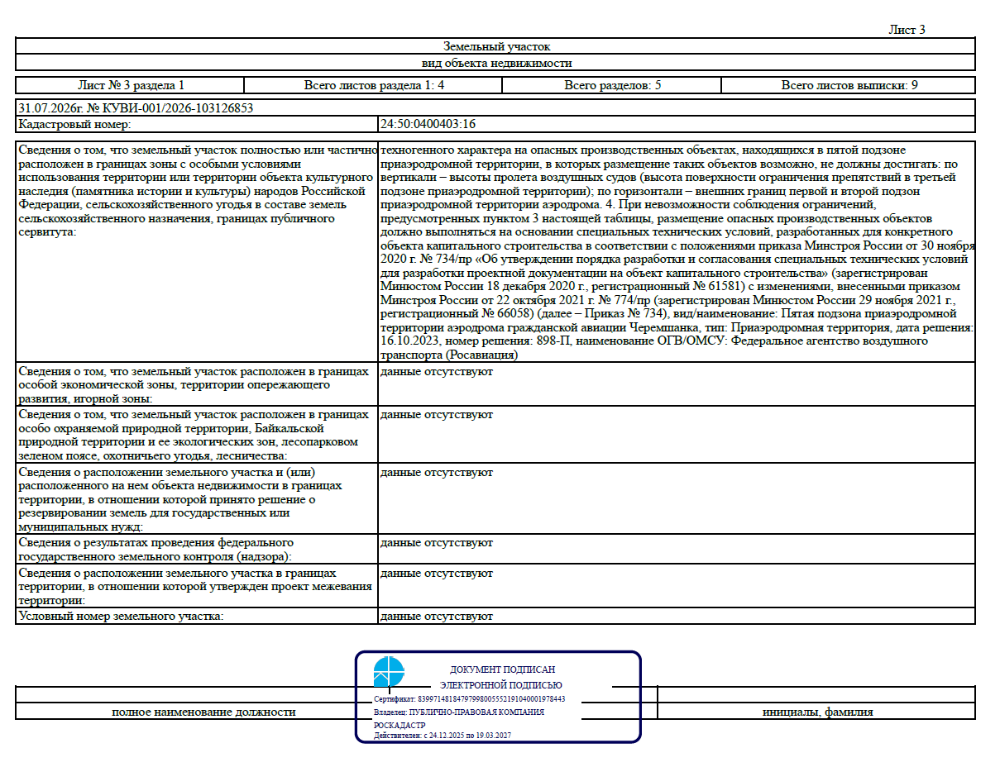 Лист 3
Земельный участок
вид объекта недвижимости
Лист № 3 раздела 1
Всего листов раздела 1: 4
Всего разделов: 5
Всего листов выписки: 9
31.07.2026г. № КУВИ-001/2026-103126853
Кадастровый номер:
24:50:0400403:16
Сведения о том, что земельный участок полностью или частично
расположен в границах зоны с особыми условиями
использования территории или территории объекта культурного
наследия (памятника истории и культуры) народов Российской
Федерации, сельскохозяйственного угодья в составе земель
сельскохозяйственного назначения, границах публичного
сервитута:
техногенного характера на опасных производственных объектах, находящихся в пятой подзоне
приаэродромной территории, в которых размещение таких объектов возможно, не должны достигать: по
вертикали – высоты пролета воздушных судов (высота поверхности ограничения препятствий в третьей
подзоне приаэродромной территории); по горизонтали – внешних границ первой и второй подзон
приаэродромной территории аэродрома. 4. При невозможности соблюдения ограничений,
предусмотренных пунктом 3 настоящей таблицы, размещение опасных производственных объектов
должно выполняться на основании специальных технических условий, разработанных для конкретного
объекта капитального строительства в соответствии с положениями приказа Минстроя России от 30 ноября
2020 г. № 734/пр «Об утверждении порядка разработки и согласования специальных технических условий
для разработки проектной документации на объект капитального строительства» (зарегистрирован
Минюстом России 18 декабря 2020 г., регистрационный № 61581) с изменениями, внесенными приказом
Минстроя России от 22 октября 2021 г. № 774/пр (зарегистрирован Минюстом России 29 ноября 2021 г.,
регистрационный № 66058) (далее – Приказ № 734), вид/наименование: Пятая подзона приаэродромной
территории аэродрома гражданской авиации Черемшанка, тип: Приаэродромная территория, дата решения:
16.10.2023, номер решения: 898-П, наименование ОГВ/ОМСУ: Федеральное агентство воздушного
транспорта (Росавиация)
Сведения о том, что земельный участок расположен в границах
особой экономической зоны, территории опережающего
развития, игорной зоны:
данные отсутствуют
Сведения о том, что земельный участок расположен в границах
особо охраняемой природной территории, Байкальской
природной территории и ее экологических зон, лесопарковом
зеленом поясе, охотничьего угодья, лесничества:
данные отсутствуют
Сведения о расположении земельного участка и (или)
расположенного на нем объекта недвижимости в границах
территории, в отношении которой принято решение о
резервировании земель для государственных или
муниципальных нужд:
данные отсутствуют
Сведения о результатах проведения федерального
государственного земельного контроля (надзора):
данные отсутствуют
Сведения о расположении земельного участка в границах
территории, в отношении которой утвержден проект межевания
территории:
данные отсутствуют
Условный номер земельного участка:
данные отсутствуют
ДОКУМЕНТ ПОДПИСАН
ЭЛЕКТРОННОЙ ПОДПИСЬЮ
Сертификат: 83997148184797998005552191040001978443
Владелец: ПУБЛИЧНО-ПРАВОВАЯ КОМПАНИЯ
РОСКАДАСТР
Действителен: с 24.12.2025 по 19.03.2027
полное наименование должности
инициалы, фамилия